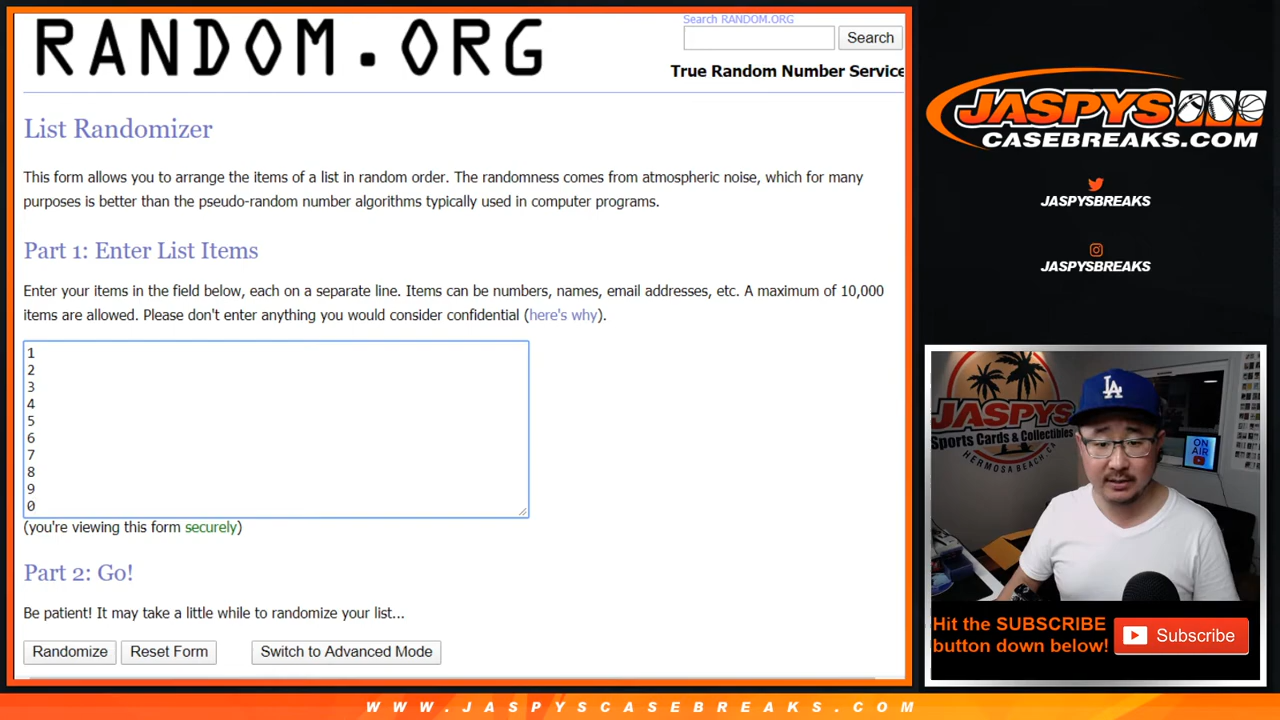 RANDOM.ORG
Search RANDOM.ORG
Search
True Random Number Service
List Randomizer
This form allows you to arrange the items of a list in random order. The randomness comes from atmospheric noise, which for many
purposes is better than the pseudo-random number algorithms typically used in computer programs.
Part 1: Enter List Items
Enter your items in the field below, each on a separate line. Items can be numbers, names, email addresses, etc. A maximum of 10,000
items are allowed. Please don't enter anything you would consider confidential (here's why).
1
2
3
4
5
6
7
8
9
0
(you're viewing this form securely)
Part 2: Go!
Be patient! It may take a little while to randomize your list...
Randomize
Reset Form
Switch to Advanced Mode
JASPYS
CASEBREAKS.COM
JASPYSBREAKS
JASPYSBREAKS
JASPYS
Sports Cards & Collectibles
HERMOSA BEACH, CA
LA
ON
AIR
Hit the SUBSCRIBE
button down below!
Subscribe
WWW.JASPYSCASEBREAKS.COM